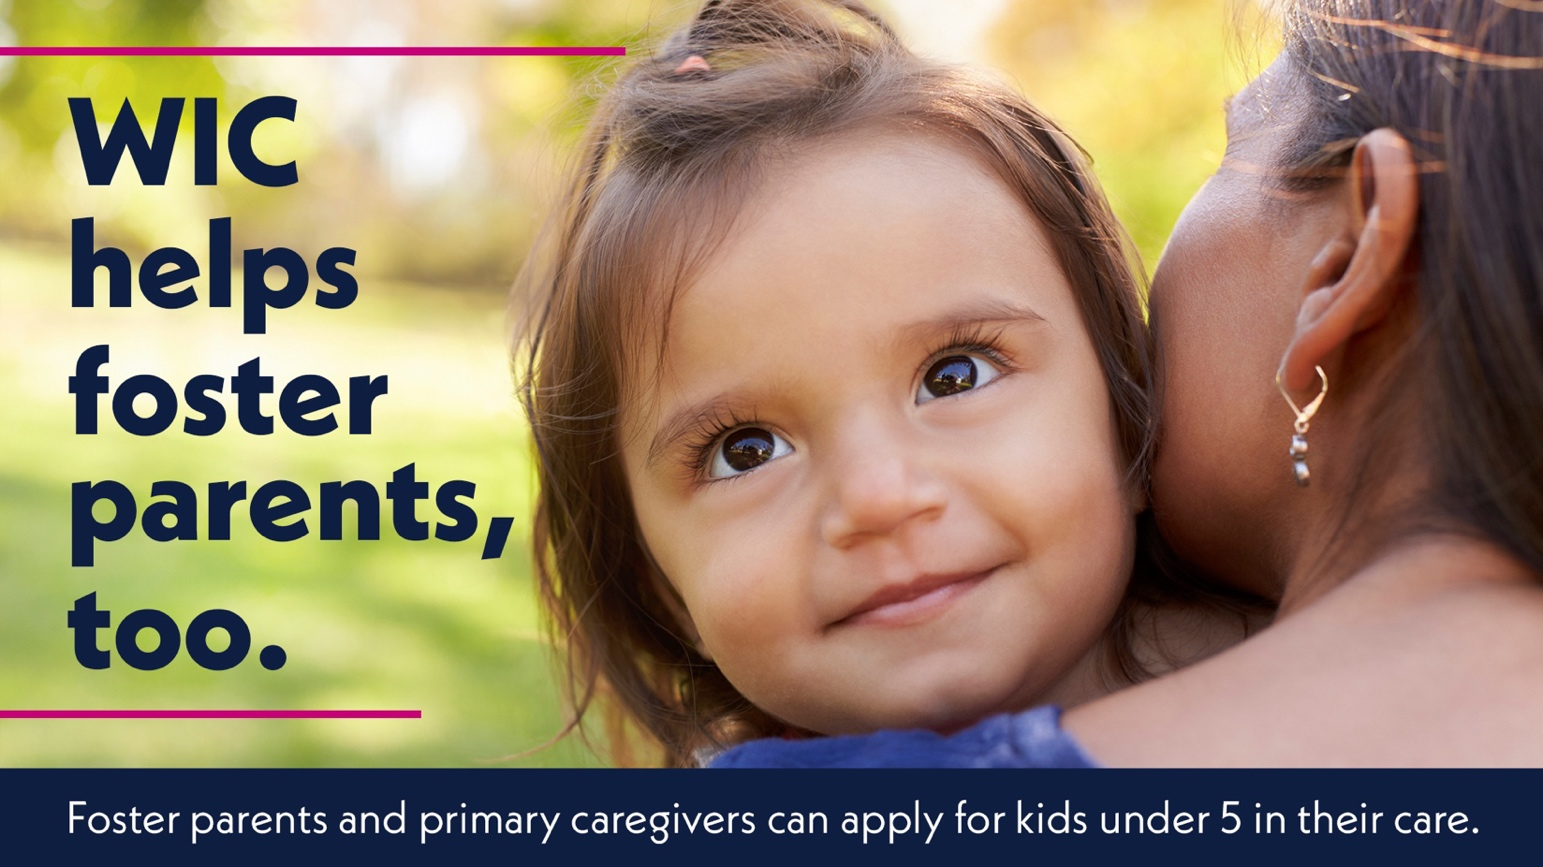 WIC
helps
foster
parents,
too.
Foster parents and primary caregivers can apply for kids under 5 in their care.